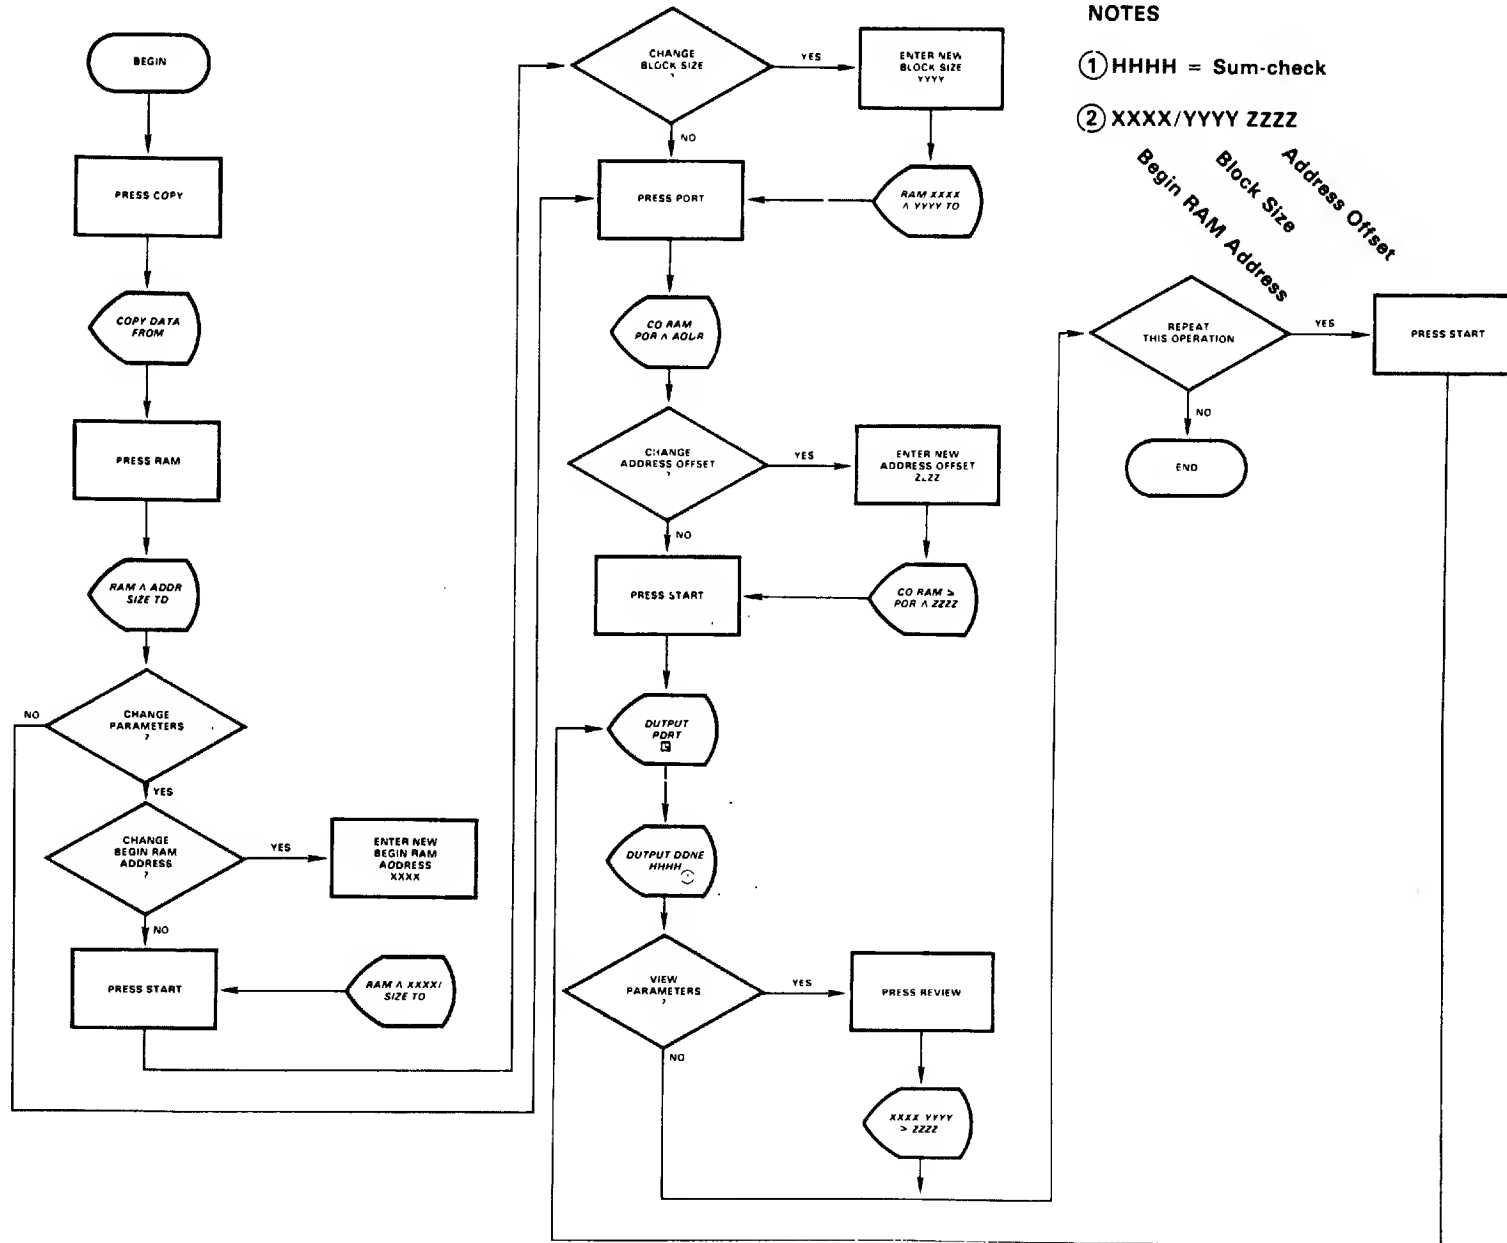 BEGIN
PRESS COPY
COPY DATA
FROM
PRESS RAM
RAM Λ ADDR
SIZE TO
CHANGE
PARAMETERS
?
NO
YES
CHANGE
BEGIN RAM
ADDRESS
?
YES
ENTER NEW
BEGIN RAM
ADDRESS
XXXX
NO
PRESS START
RAM Λ XXXX/
SIZE TO
CHANGE
BLOCK SIZE
?
YES
ENTER NEW
BLOCK SIZE
YYYY
NO
PRESS PORT
RAM XXXX
Λ YYYY TO
CO RAM
POR Λ ADDR
CHANGE
ADDRESS OFFSET
?
YES
ENTER NEW
ADDRESS OFFSET
ZZZZ
NO
PRESS START
CO RAM >
POR Λ ZZZZ
OUTPUT
PORT
OUTPUT DONE
HHHH ①
VIEW
PARAMETERS
?
YES
PRESS REVIEW
NO
XXXX YYYY
> ZZZZ
NOTES
① HHHH = Sum-check
② XXXX/YYYY ZZZZ
Begin RAM Address
Block Size
Address Offset
REPEAT
THIS OPERATION
YES
PRESS START
NO
END